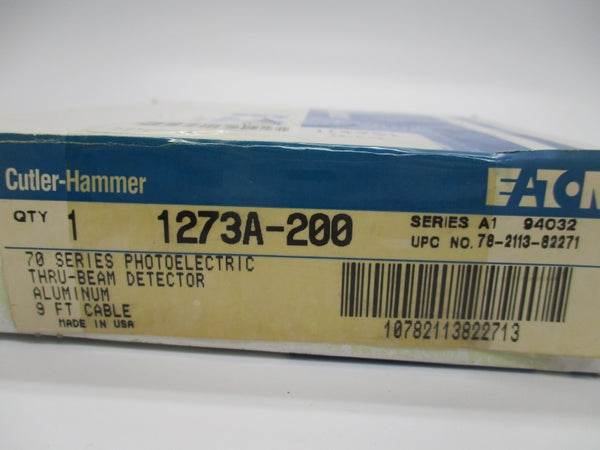 Cutler-Hammer
EATON
QTY 1 1273A-200 SERIES A1 94032
UPC NO. 78-2113-82271
70 SERIES PHOTOELECTRIC
THRU-BEAM DETECTOR
ALUMINUM
9 FT CABLE
MADE IN USA
10782113822713